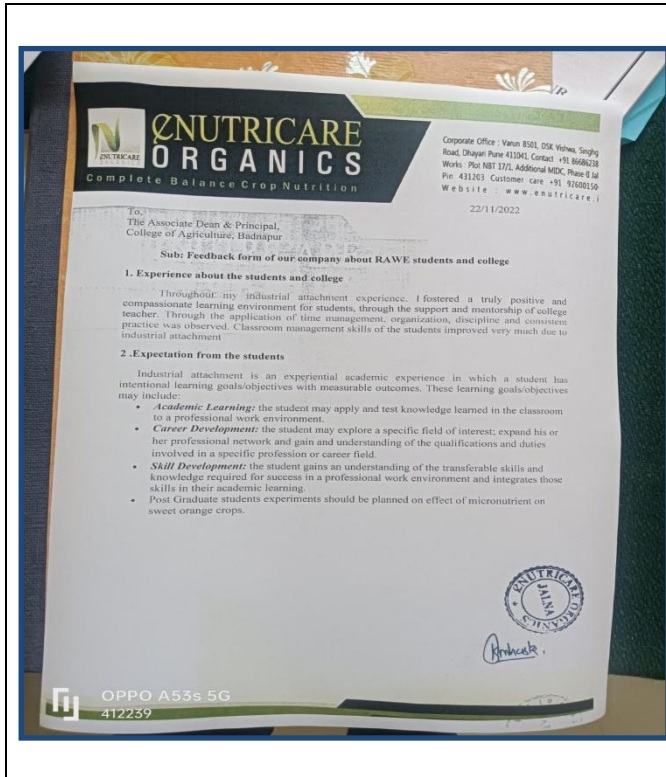 eNUTRICARE
ORGANICS
Complete Balance Crop Nutrition
NUTRICARE
Corporate Office : Varun B501, DSK Vishwa, Singhg
Road, Dhayari Pune 411041. Contact +91 86686238
Works : Plot NBT 17/1, Additional MIDC, Phase-II Jal
Pin 431203 Customer care +91 92600150
Website : www.enutricare.i
22/11/2022
To,
The Associate Dean & Principal,
College of Agriculture, Badnapur
Sub: Feedback form of our company about RAWE students and college
1. Experience about the students and college
Throughout my industrial attachment experience, I fostered a truly positive and
compassionate learning environment for students, through the support and mentorship of college
teacher. Through the application of time management, organization, discipline and consistent
practice was observed. Classroom management skills of the students improved very much due to
industrial attachment
2 .Expectation from the students
Industrial attachment is an experiential academic experience in which a student has
intentional learning goals/objectives with measurable outcomes. These learning goals/objectives
may include:
• Academic Learning: the student may apply and test knowledge learned in the classroom
to a professional work environment.
• Career Development: the student may explore a specific field of interest; expand his or
her professional network and gain and understanding of the qualifications and duties
involved in a specific profession or career field.
• Skill Development: the student gains an understanding of the transferable skills and
knowledge required for success in a professional work environment and integrates those
skills in their academic learning.
• Post Graduate students experiments should be planned on effect of micronutrient on
sweet orange crops.
eNUTRICARE ORGANICS
JALNA
OPPO A53s 5G
412239